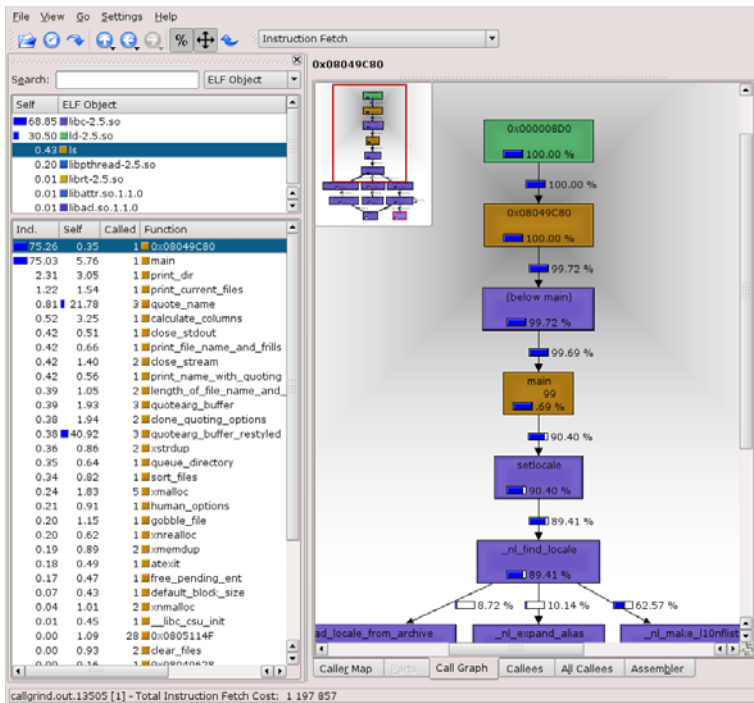 File View Go Settings Help
% Instruction Fetch
Search: ELF Object
Self ELF Object
68.85 libc-2.5.so
30.50 ld-2.5.so
0.43 ls
0.20 libpthread-2.5.so
0.01 librt-2.5.so
0.01 libattr.so.1.1.0
0.01 libacl.so.1.1.0
Incl. Self Called Function
75.26 0.35 1 0x08049C80
75.03 5.76 1 main
2.31 3.05 1 print_dir
1.22 1.54 1 print_current_files
0.81 21.78 3 quote_name
0.52 3.25 1 calculate_columns
0.42 0.51 1 close_stdout
0.42 0.66 1 print_file_name_and_frills
0.42 1.40 2 close_stream
0.42 0.56 1 print_name_with_quoting
0.39 1.05 2 length_of_file_name_and_
0.39 1.93 3 quotearg_buffer
0.38 1.94 2 clone_quoting_options
0.38 40.92 3 quotearg_buffer_restyled
0.36 0.86 2 xstrdup
0.35 0.64 1 queue_directory
0.34 0.82 1 sort_files
0.24 1.83 5 xmalloc
0.21 0.91 1 human_options
0.20 1.15 1 gobble_file
0.20 0.62 1 xnrealloc
0.19 0.89 2 xmemdup
0.18 0.49 1 atexit
0.17 0.47 1 free_pending_ent
0.07 0.43 1 default_block_size
0.04 1.01 2 xnmalloc
0.01 0.45 1 __libc_csu_init
0.00 1.09 28 0x0805114F
0.00 0.93 2 clear_files
0.00 0.16 1 0x08049628
0x08049C80
0x000008D0
100.00 %
100.00 %
0x08049C80
100.00 %
99.72 %
(below main)
99.72 %
99.69 %
main
99
.69 %
90.40 %
setlocale
90.40 %
89.41 %
_nl_find_locale
89.41 %
8.72 % 10.14 % 62.57 %
ad_locale_from_archive _nl_expand_alias _nl_make_l10nflist
Caller Map Parts Call Graph Callees All Callees Assembler
callgrind.out.13505 [1] - Total Instruction Fetch Cost: 1 197 857